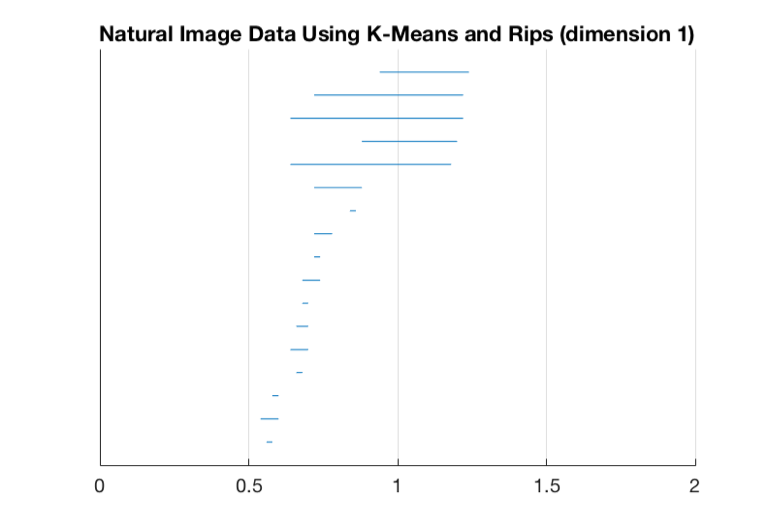 Natural Image Data Using K-Means and Rips (dimension 1)
0 0.5 1 1.5 2